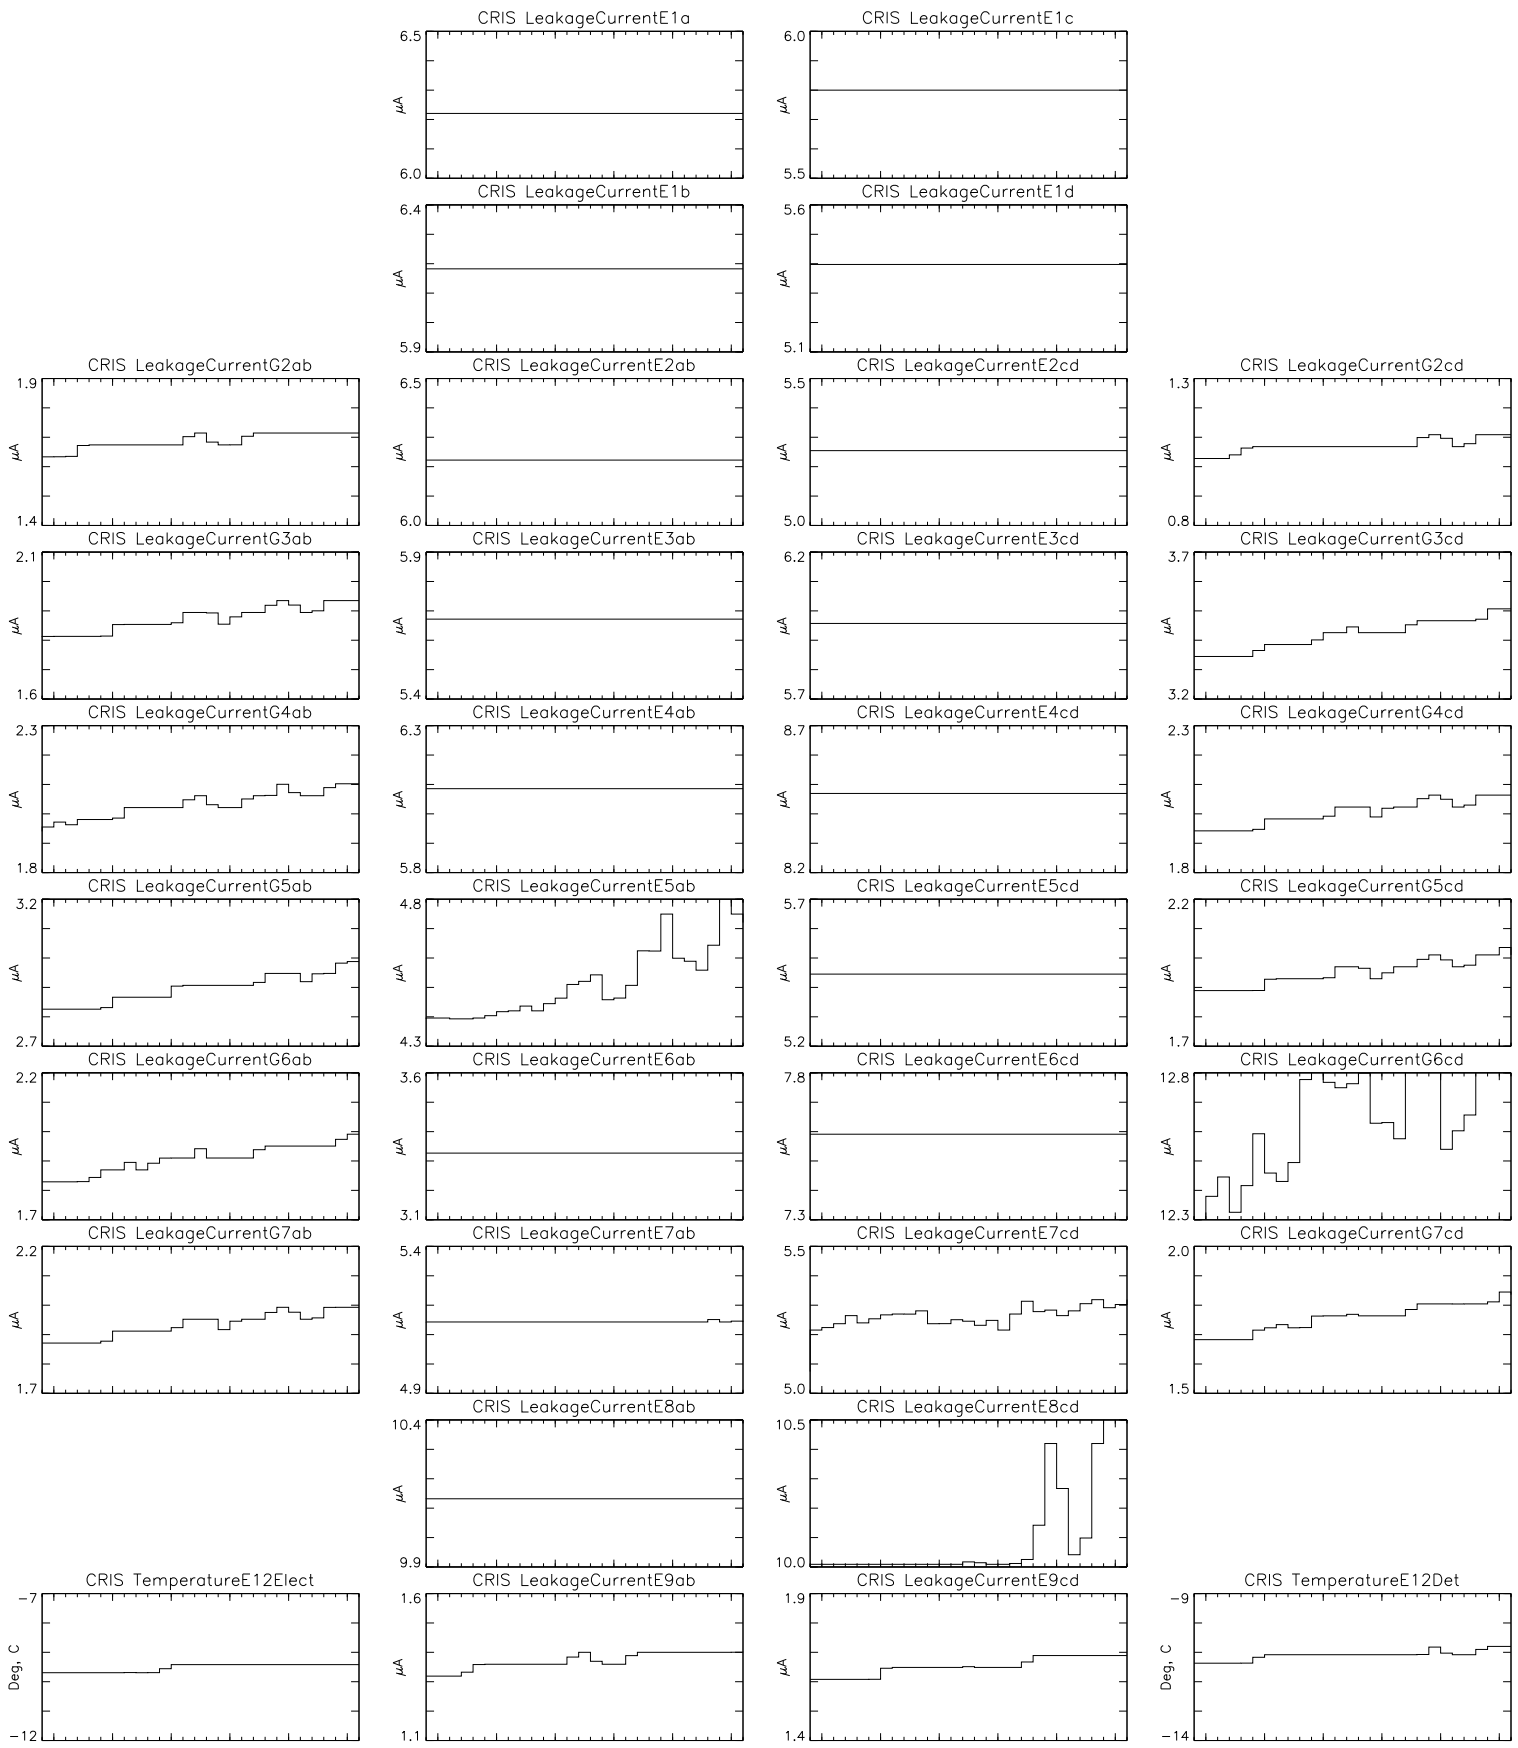 CRIS LeakageCurrentE1a
6.5
μA
6.0
CRIS LeakageCurrentE1c
6.0
μA
5.5
CRIS LeakageCurrentE1b
6.4
μA
5.9
CRIS LeakageCurrentE1d
5.6
μA
5.1
CRIS LeakageCurrentG2ab
1.9
μA
1.4
CRIS LeakageCurrentE2ab
6.5
μA
6.0
CRIS LeakageCurrentE2cd
5.5
μA
5.0
CRIS LeakageCurrentG2cd
1.3
μA
0.8
CRIS LeakageCurrentG3ab
2.1
μA
1.6
CRIS LeakageCurrentE3ab
5.9
μA
5.4
CRIS LeakageCurrentE3cd
6.2
μA
5.7
CRIS LeakageCurrentG3cd
3.7
μA
3.2
CRIS LeakageCurrentG4ab
2.3
μA
1.8
CRIS LeakageCurrentE4ab
6.3
μA
5.8
CRIS LeakageCurrentE4cd
8.7
μA
8.2
CRIS LeakageCurrentG4cd
2.3
μA
1.8
CRIS LeakageCurrentG5ab
3.2
μA
2.7
CRIS LeakageCurrentE5ab
4.8
μA
4.3
CRIS LeakageCurrentE5cd
5.7
μA
5.2
CRIS LeakageCurrentG5cd
2.2
μA
1.7
CRIS LeakageCurrentG6ab
2.2
μA
1.7
CRIS LeakageCurrentE6ab
3.6
μA
3.1
CRIS LeakageCurrentE6cd
7.8
μA
7.3
CRIS LeakageCurrentG6cd
12.8
μA
12.3
CRIS LeakageCurrentG7ab
2.2
μA
1.7
CRIS LeakageCurrentE7ab
5.4
μA
4.9
CRIS LeakageCurrentE7cd
5.5
μA
5.0
CRIS LeakageCurrentG7cd
2.0
μA
1.5
CRIS LeakageCurrentE8ab
10.4
μA
9.9
CRIS LeakageCurrentE8cd
10.5
μA
10.0
CRIS TemperatureE12Elect
−7
Deg, C
−12
CRIS LeakageCurrentE9ab
1.6
μA
1.1
CRIS LeakageCurrentE9cd
1.9
μA
1.4
CRIS TemperatureE12Det
−9
Deg, C
−14